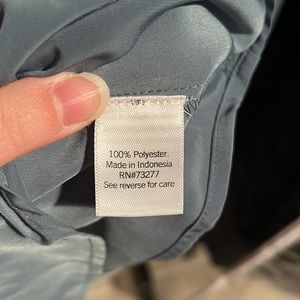 100% Polyester.
Made in Indonesia
RN#73277
See reverse for care